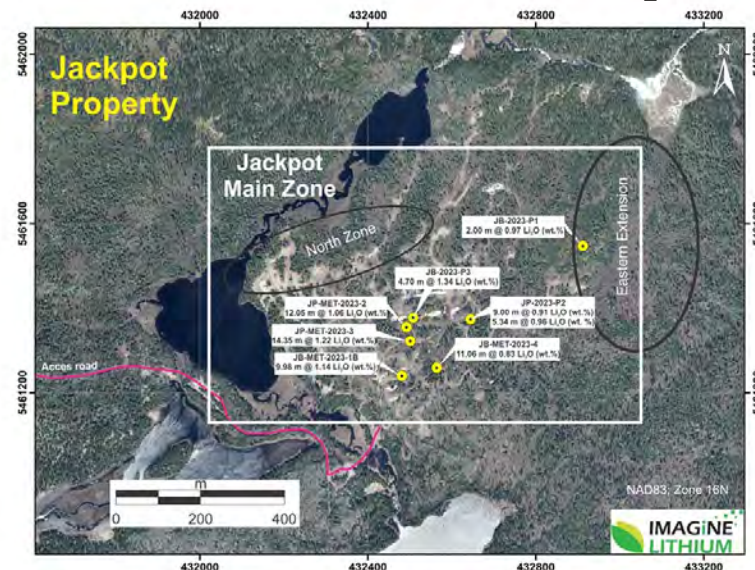 432000 432400 432800 433200
5462000
Jackpot
Property
N
Jackpot
Main Zone
5461600
North Zone
Eastern Extension
JB-2023-P1
2.00 m @ 0.97 Li₂O (wt.%)
JB-2023-P3
4.70 m @ 1.34 Li₂O (wt.%)
JP-MET-2023-2
12.05 m @ 1.06 Li₂O (wt.%)
JP-2023-P2
9.00 m @ 0.91 Li₂O (wt.%)
5.34 m @ 0.96 Li₂O (wt. %)
JP-MET-2023-3
14.35 m @ 1.22 Li₂O (wt.%)
JB-MET-2023-4
11.06 m @ 0.83 Li₂O (wt.%)
JB-MET-2023-1B
9.98 m @ 1.14 Li₂O (wt.%)
Acces road
5461200
m
0 200 400
NAD83; Zone 16N
IMAGINE
LITHIUM
432000 432400 432800 433200